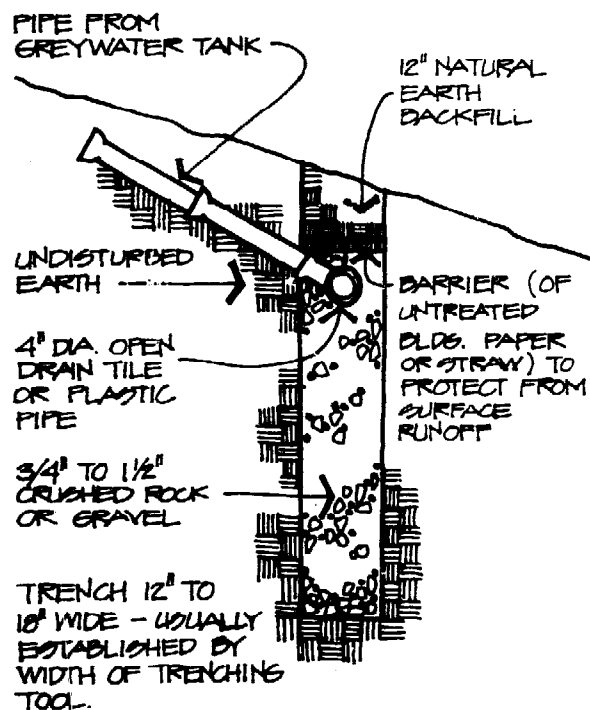 PIPE FROM
GREYWATER TANK
12" NATURAL
EARTH
BACKFILL
UNDISTURBED
EARTH
BARRIER (OF
UNTREATED
BLDG. PAPER
OR STRAW) TO
PROTECT FROM
SURFACE
RUNOFF
4" DIA. OPEN
DRAIN TILE
OR PLASTIC
PIPE
3/4" TO 1 1/2"
CRUSHED ROCK
OR GRAVEL
TRENCH 12" TO
18" WIDE - USUALLY
ESTABLISHED BY
WIDTH OF TRENCHING
TOOL.